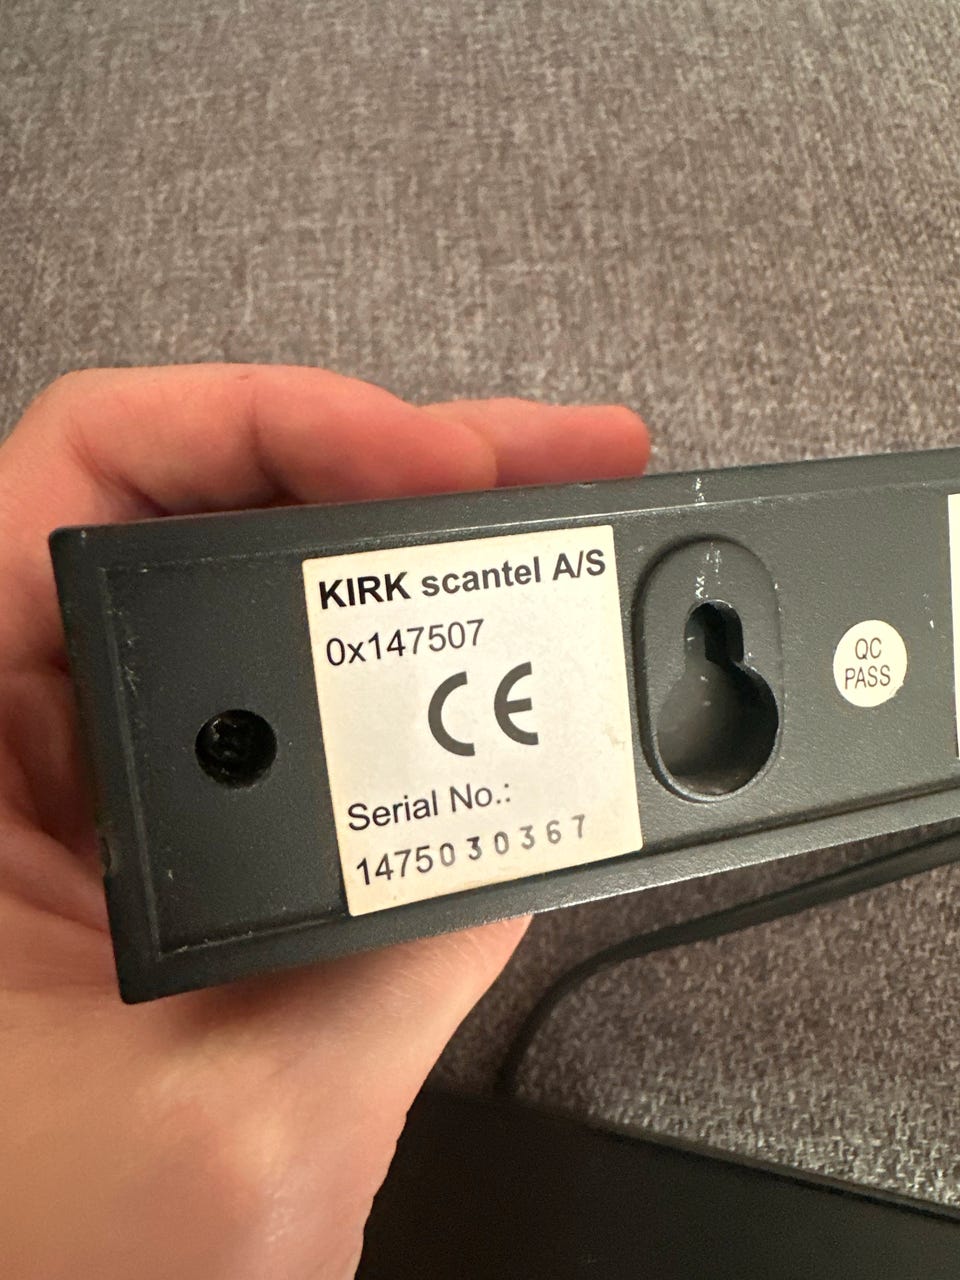 KIRK scantel A/S
0x147507
CE
Serial No.:
1475030367
QC
PASS